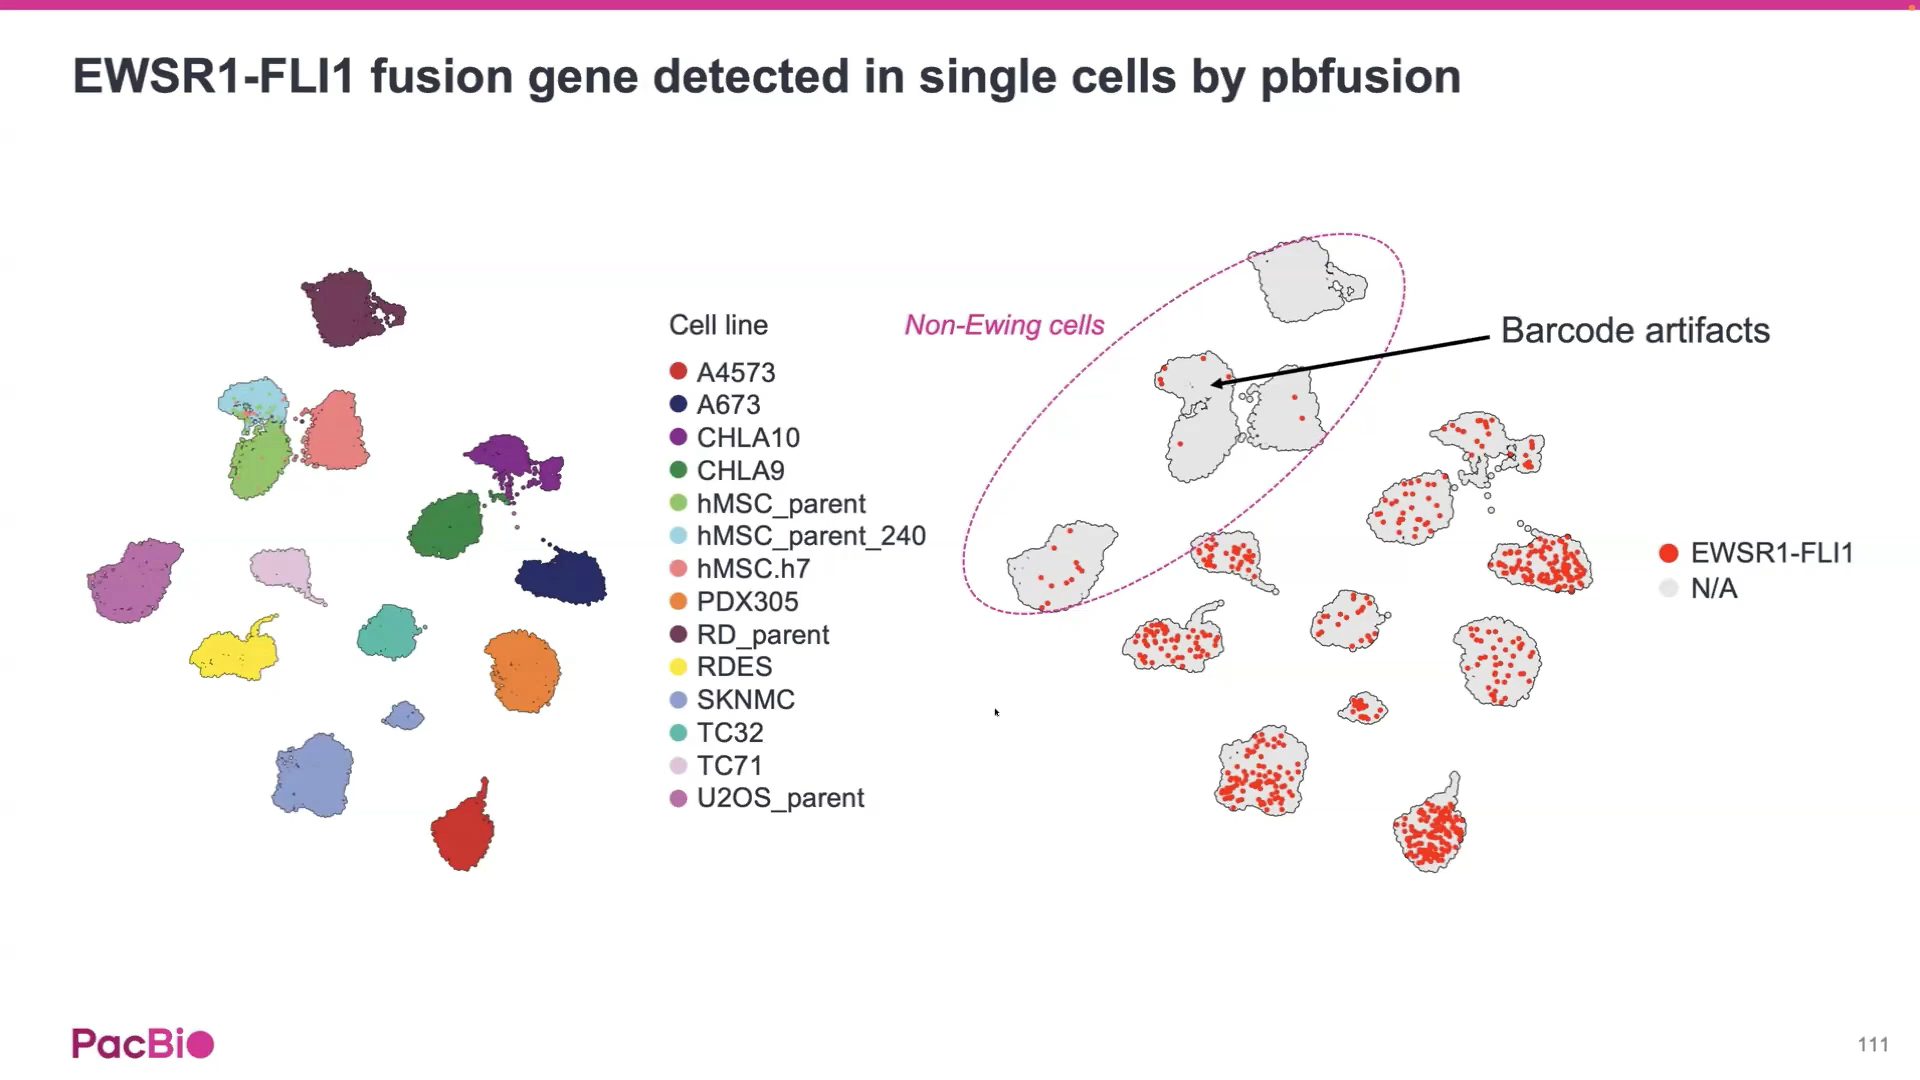 EWSR1-FLI1 fusion gene detected in single cells by pbfusion
Cell line
A4573
A673
CHLA10
CHLA9
hMSC_parent
hMSC_parent_240
hMSC.h7
PDX305
RD_parent
RDES
SKNMC
TC32
TC71
U2OS_parent
Non-Ewing cells
Barcode artifacts
EWSR1-FLI1
N/A
PacBio
111